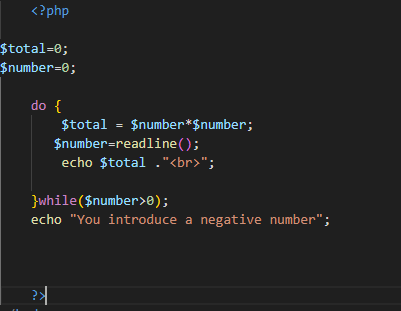 <?php
$total=0;
$number=0;
do {
$total = $number*$number;
$number=readline();
echo $total ."<br>";
}while($number>0);
echo "You introduce a negative number";
?>